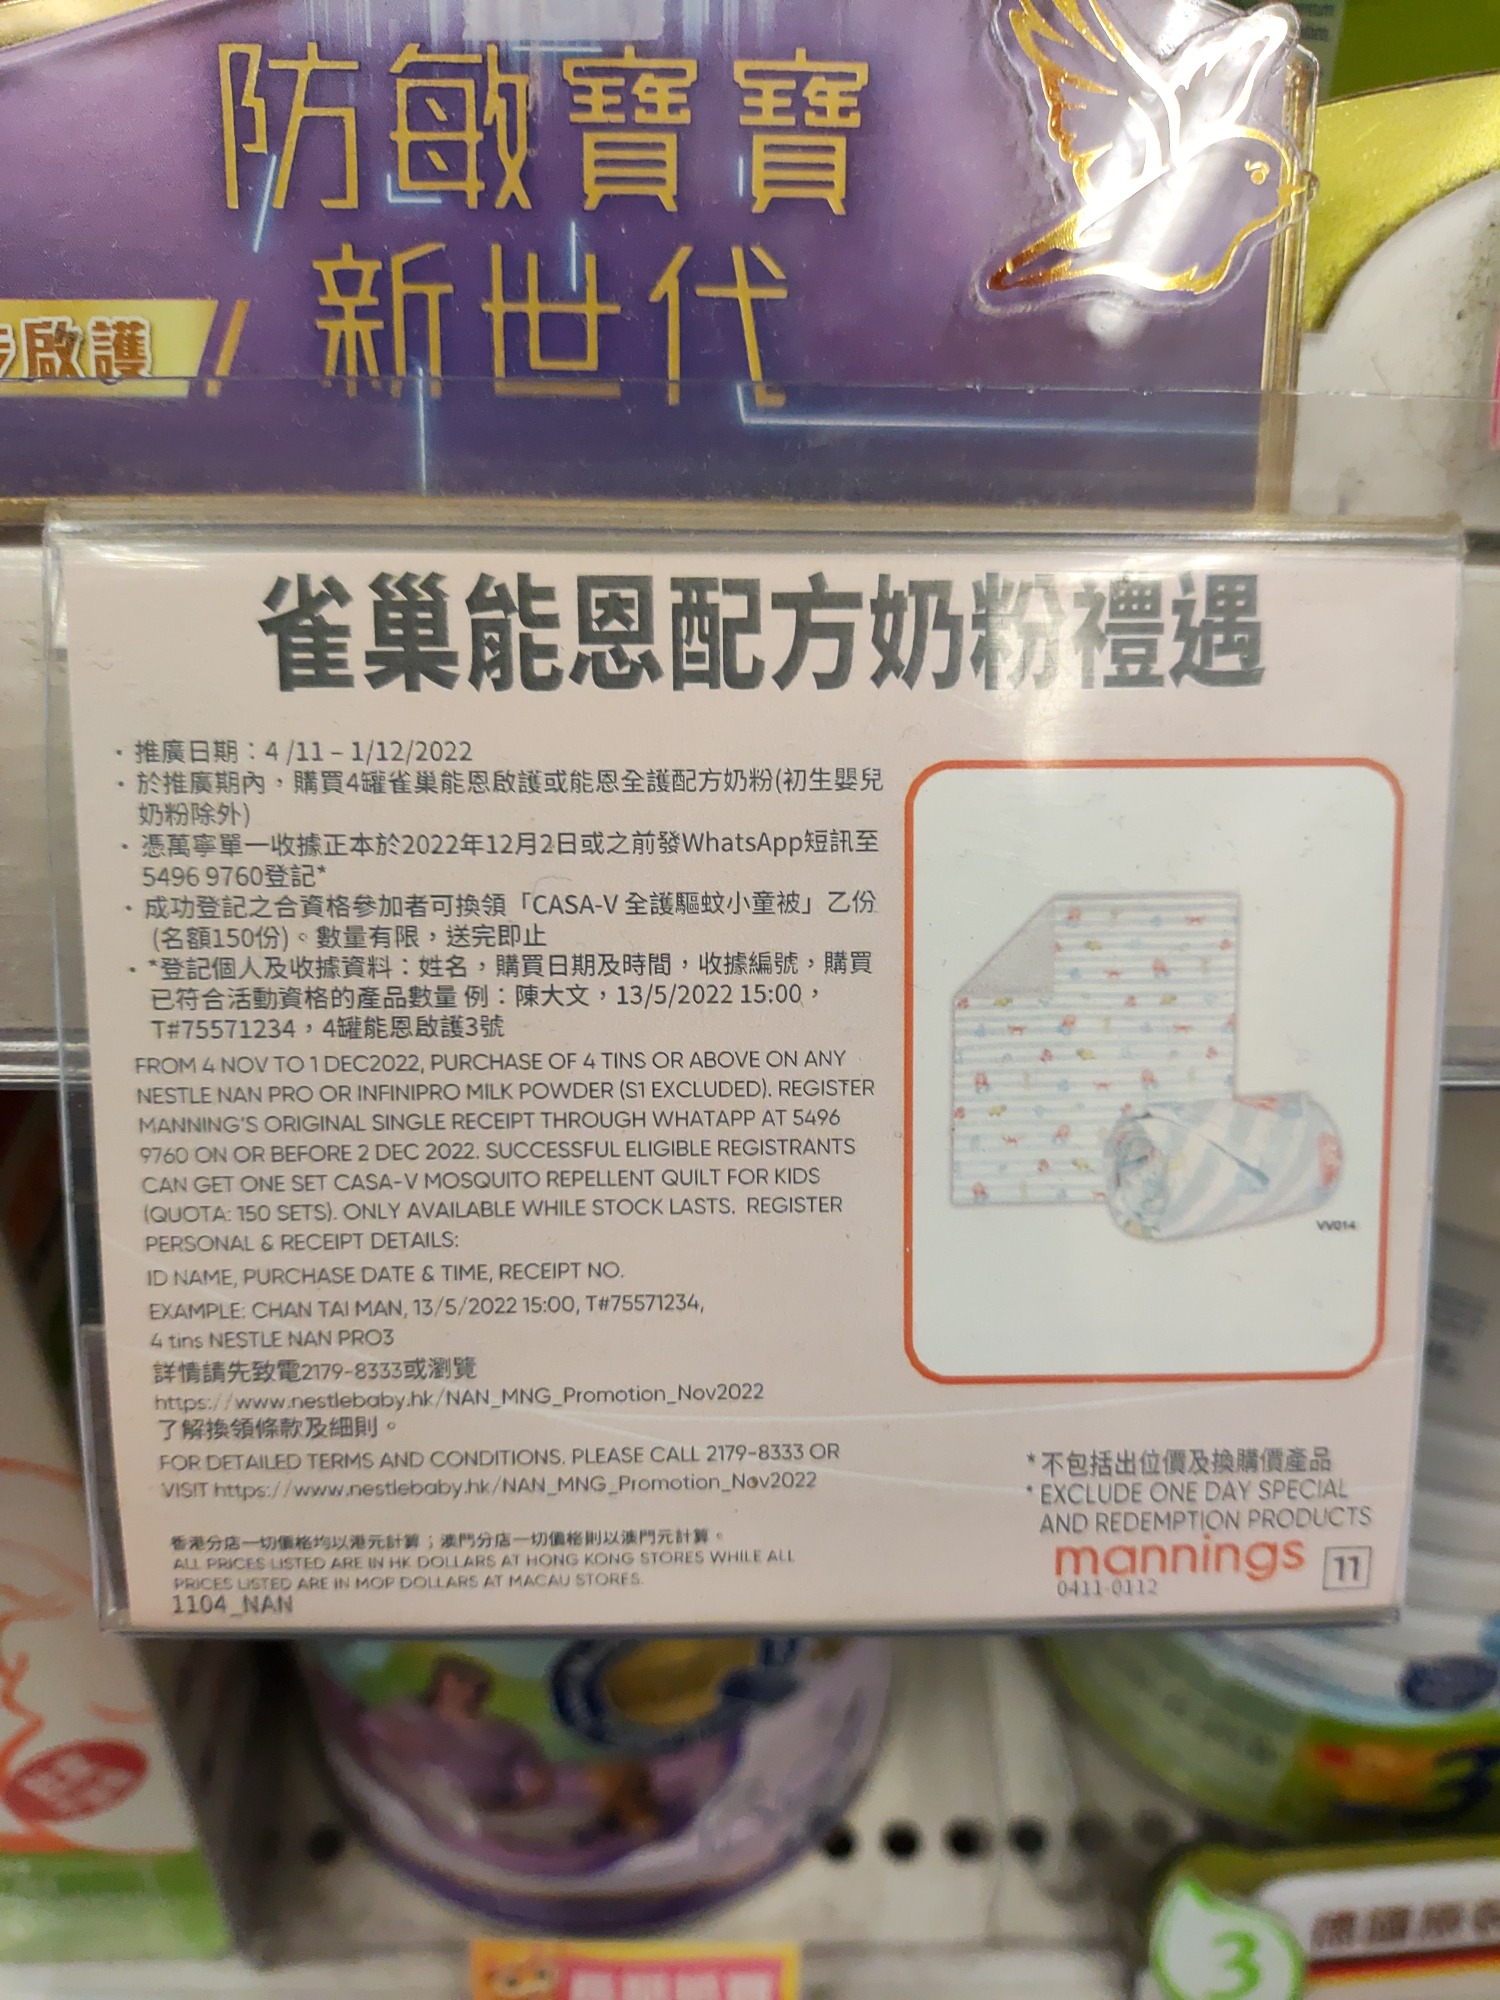 防敏寶寶
新世代
啟護
雀巢能恩配方奶粉禮遇
· 推廣日期：4 /11 – 1/12/2022
· 於推廣期內，購買4罐雀巢能恩啟護或能恩全護配方奶粉(初生嬰兒
奶粉除外)
· 憑萬寧單一收據正本於2022年12月2日或之前發WhatsApp短訊至
5496 9760登記*
· 成功登記之合資格參加者可換領「CASA-V 全護驅蚊小童被」乙份
(名額150份)。數量有限，送完即止
· *登記個人及收據資料：姓名，購買日期及時間，收據編號，購買
已符合活動資格的產品數量 例：陳大文，13/5/2022 15:00，
T#75571234，4罐能恩啟護3號
FROM 4 NOV TO 1 DEC2022, PURCHASE OF 4 TINS OR ABOVE ON ANY
NESTLE NAN PRO OR INFINIPRO MILK POWDER (S1 EXCLUDED). REGISTER
MANNING'S ORIGINAL SINGLE RECEIPT THROUGH WHATAPP AT 5496
9760 ON OR BEFORE 2 DEC 2022. SUCCESSFUL ELIGIBLE REGISTRANTS
CAN GET ONE SET CASA-V MOSQUITO REPELLENT QUILT FOR KIDS
(QUOTA: 150 SETS). ONLY AVAILABLE WHILE STOCK LASTS. REGISTER
PERSONAL & RECEIPT DETAILS:
ID NAME, PURCHASE DATE & TIME, RECEIPT NO.
EXAMPLE: CHAN TAI MAN, 13/5/2022 15:00, T#75571234,
4 tins NESTLE NAN PRO3
詳情請先致電2179-8333或瀏覽
https://www.nestlebaby.hk/NAN_MNG_Promotion_Nov2022
了解換領條款及細則。
FOR DETAILED TERMS AND CONDITIONS. PLEASE CALL 2179-8333 OR
VISIT https://www.nestlebaby.hk/NAN_MNG_Promotion_Nov2022
香港分店一切價格均以港元計算；澳門分店一切價格則以澳門元計算。
ALL PRICES LISTED ARE IN HK DOLLARS AT HONG KONG STORES WHILE ALL
PRICES LISTED ARE IN MOP DOLLARS AT MACAU STORES.
1104_NAN
VV014
*不包括出位價及換購價產品
*EXCLUDE ONE DAY SPECIAL
AND REDEMPTION PRODUCTS
mannings 11
0411-0112
3